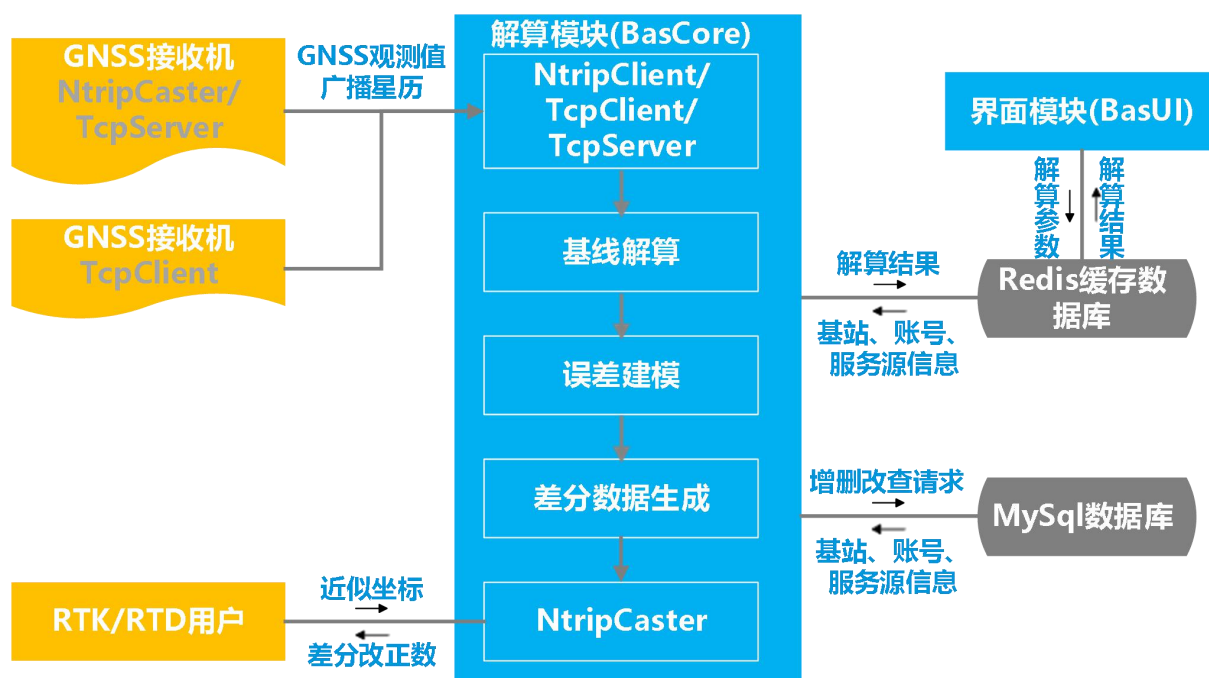 GNSS接收机
NtripCaster/
TcpServer
GNSS接收机
TcpClient
GNSS观测值
广播星历
解算模块(BasCore)
NtripClient/
TcpClient/
TcpServer
基线解算
误差建模
差分数据生成
NtripCaster
RTK/RTD用户
近似坐标
差分改正数
界面模块(BasUI)
解算参数
解算结果
Redis缓存数
据库
解算结果
基站、账号、
服务源信息
增删改查请求
基站、账号、
服务源信息
MySql数据库